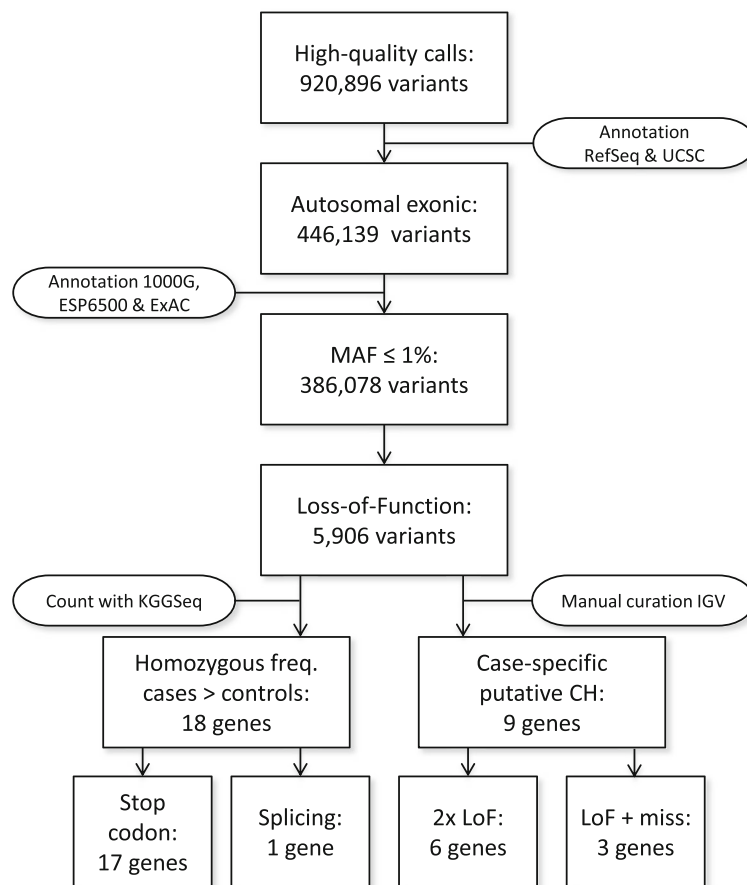 High-quality calls:
920,896 variants
Annotation
RefSeq & UCSC
Autosomal exonic:
446,139 variants
Annotation 1000G,
ESP6500 & ExAC
MAF ≤ 1%:
386,078 variants
Loss-of-Function:
5,906 variants
Count with KGGSeq
Manual curation IGV
Homozygous freq.
cases > controls:
18 genes
Case-specific
putative CH:
9 genes
Stop
codon:
17 genes
Splicing:
1 gene
2x LoF:
6 genes
LoF + miss:
3 genes